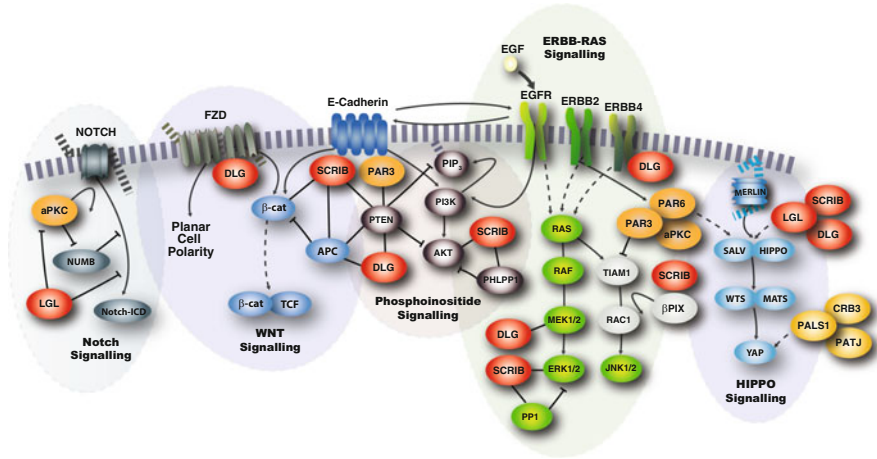 ERBB-RAS
Signalling
EGF
EGFR
ERBB2
ERBB4
E-Cadherin
FZD
NOTCH
DLG
DLG
SCRIB
PAR3
PIP3
MERLIN
aPKC
β-cat
PI3K
PAR6
PAR3
aPKC
LGL
SCRIB
DLG
Planar
Cell
Polarity
PTEN
SCRIB
RAS
NUMB
APC
AKT
SALV
HIPPO
DLG
PHLPP1
RAF
TIAM1
SCRIB
LGL
Notch-ICD
β-cat
TCF
Phosphoinositide
Signalling
MEK1/2
RAC1
βPIX
WTS
MATS
CRB3
PALS1
PATJ
Notch
Signalling
WNT
Signalling
DLG
SCRIB
ERK1/2
JNK1/2
YAP
PP1
HIPPO
Signalling